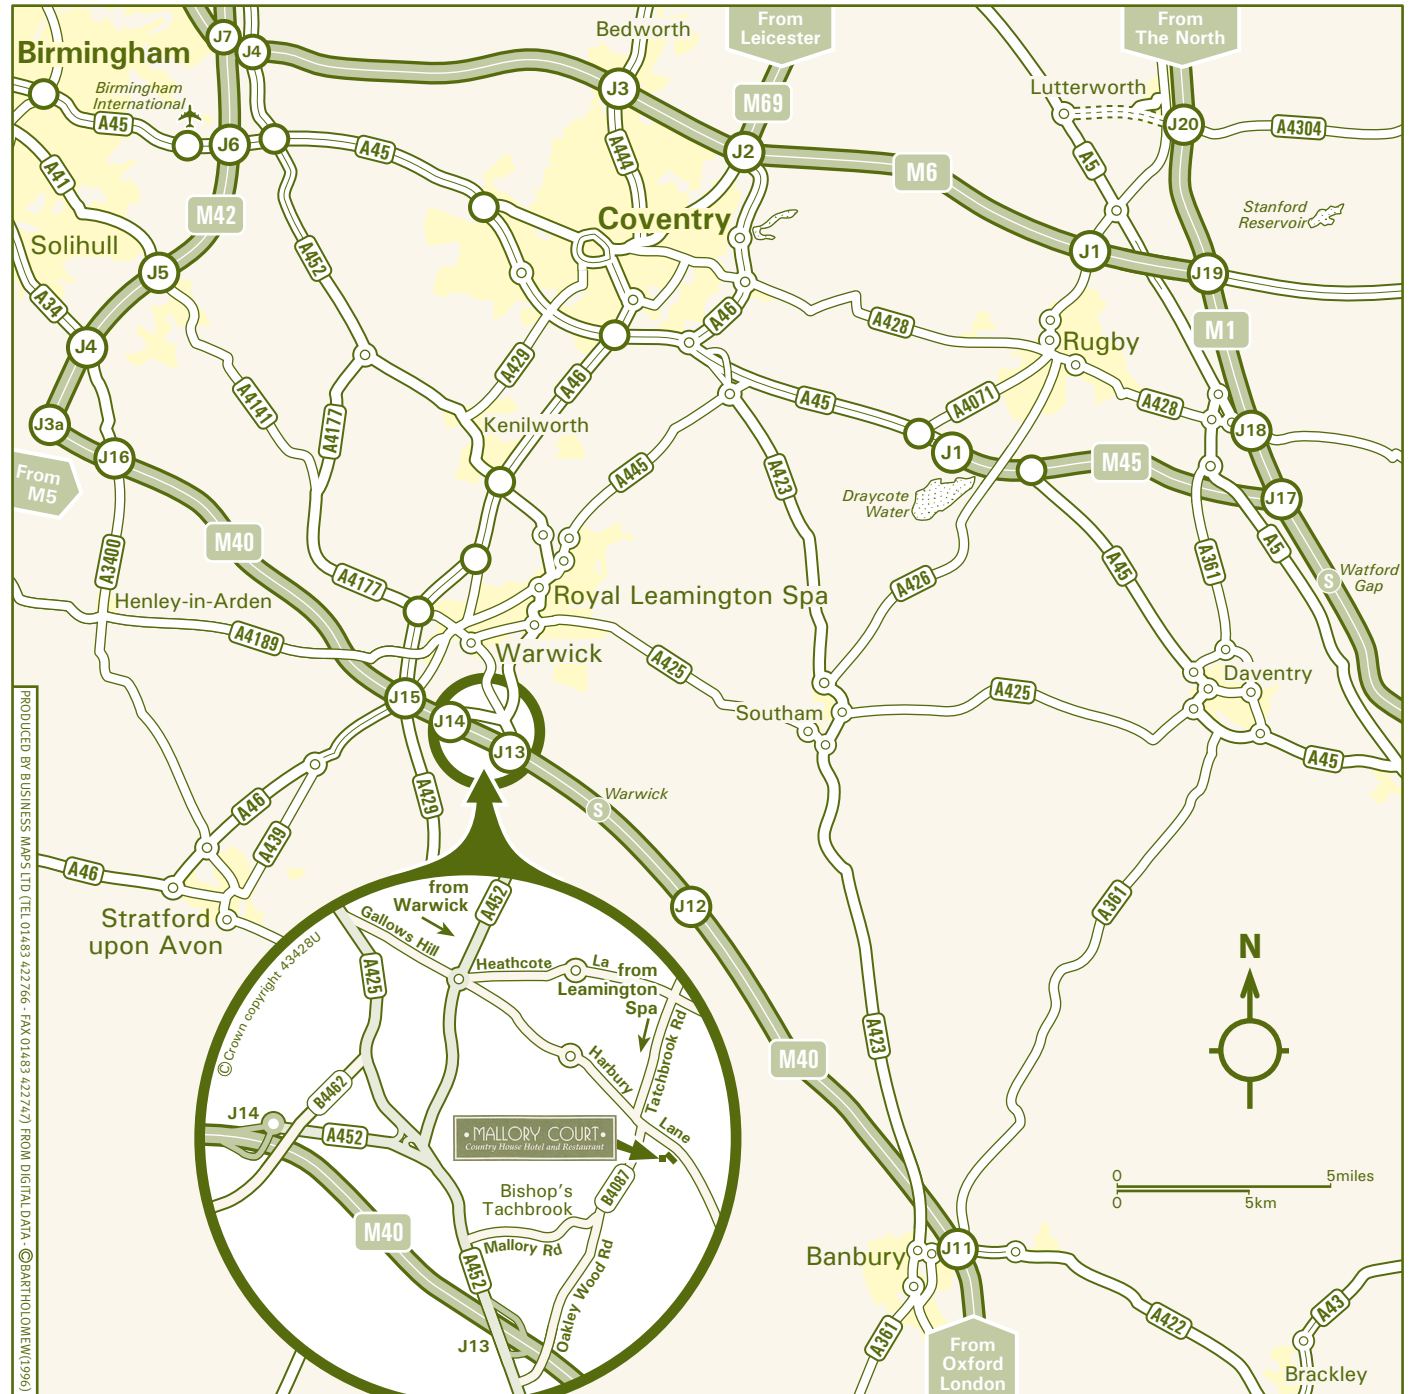 From
Leicester
From
The North
Bedworth
Birmingham
J7
J4
Birmingham
International
A45
J6
A45
A41
M42
Solihull
J5
A34
J4
J3a
From
M5
J16
A452
A4141
A4177
J3
A444
M69
J2
M6
Coventry
Lutterworth
J20
A4304
A5
Stanford
Reservoir
J1
J19
M1
A46
A428
Rugby
A429
A46
Kenilworth
A45
A4071
A428
J18
J1
M45
J17
A445
A423
Draycote
Water
M40
A3400
Henley-in-Arden
A4177
A4189
Royal Leamington Spa
Warwick
A425
A426
A45
A361
A5
S
Watford
Gap
Daventry
A425
Southam
A45
J15
J14
J13
A429
S
Warwick
A46
A439
A46
Stratford
upon Avon
J12
A361
A423
M40
N
0
5miles
0
5km
Banbury
J11
A361
A422
A43
Brackley
From
Oxford
London
from
Warwick
A452
Gallows Hill
A425
Heathcote
La
from
Leamington
Spa
Tatchbrook Rd
Harbury
Lane
© Crown copyright 43428U
B4462
J14
A452
• MALLORY COURT •
Country House Hotel and Restaurant
Bishop's
Tachbrook
B4087
M40
Mallory Rd
A452
Oakley Wood Rd
J13
PRODUCED BY BUSINESS MAPS LTD (TEL 01483 422766 - FAX 01483 422747) FROM DIGITAL DATA - ©BARTHOLOMEW(1996)